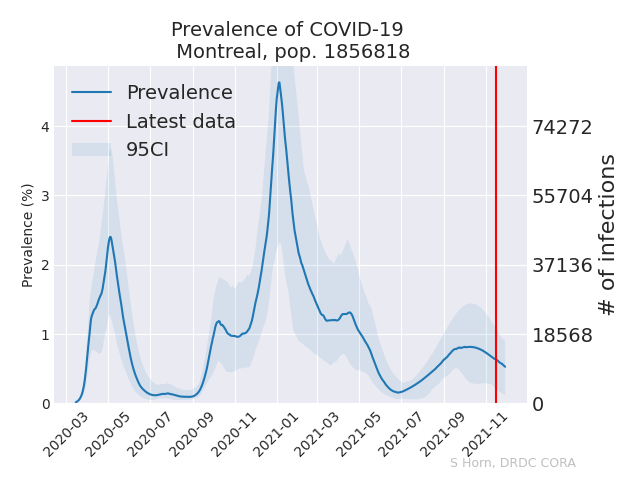 Prevalence of COVID-19
Montreal, pop. 1856818
Prevalence
Latest data
95CI
Prevalence (%)
4
3
2
1
0
74272
55704
37136
18568
0
# of infections
2020-03
2020-05
2020-07
2020-09
2020-11
2021-01
2021-03
2021-05
2021-07
2021-09
2021-11
S Horn, DRDC CORA